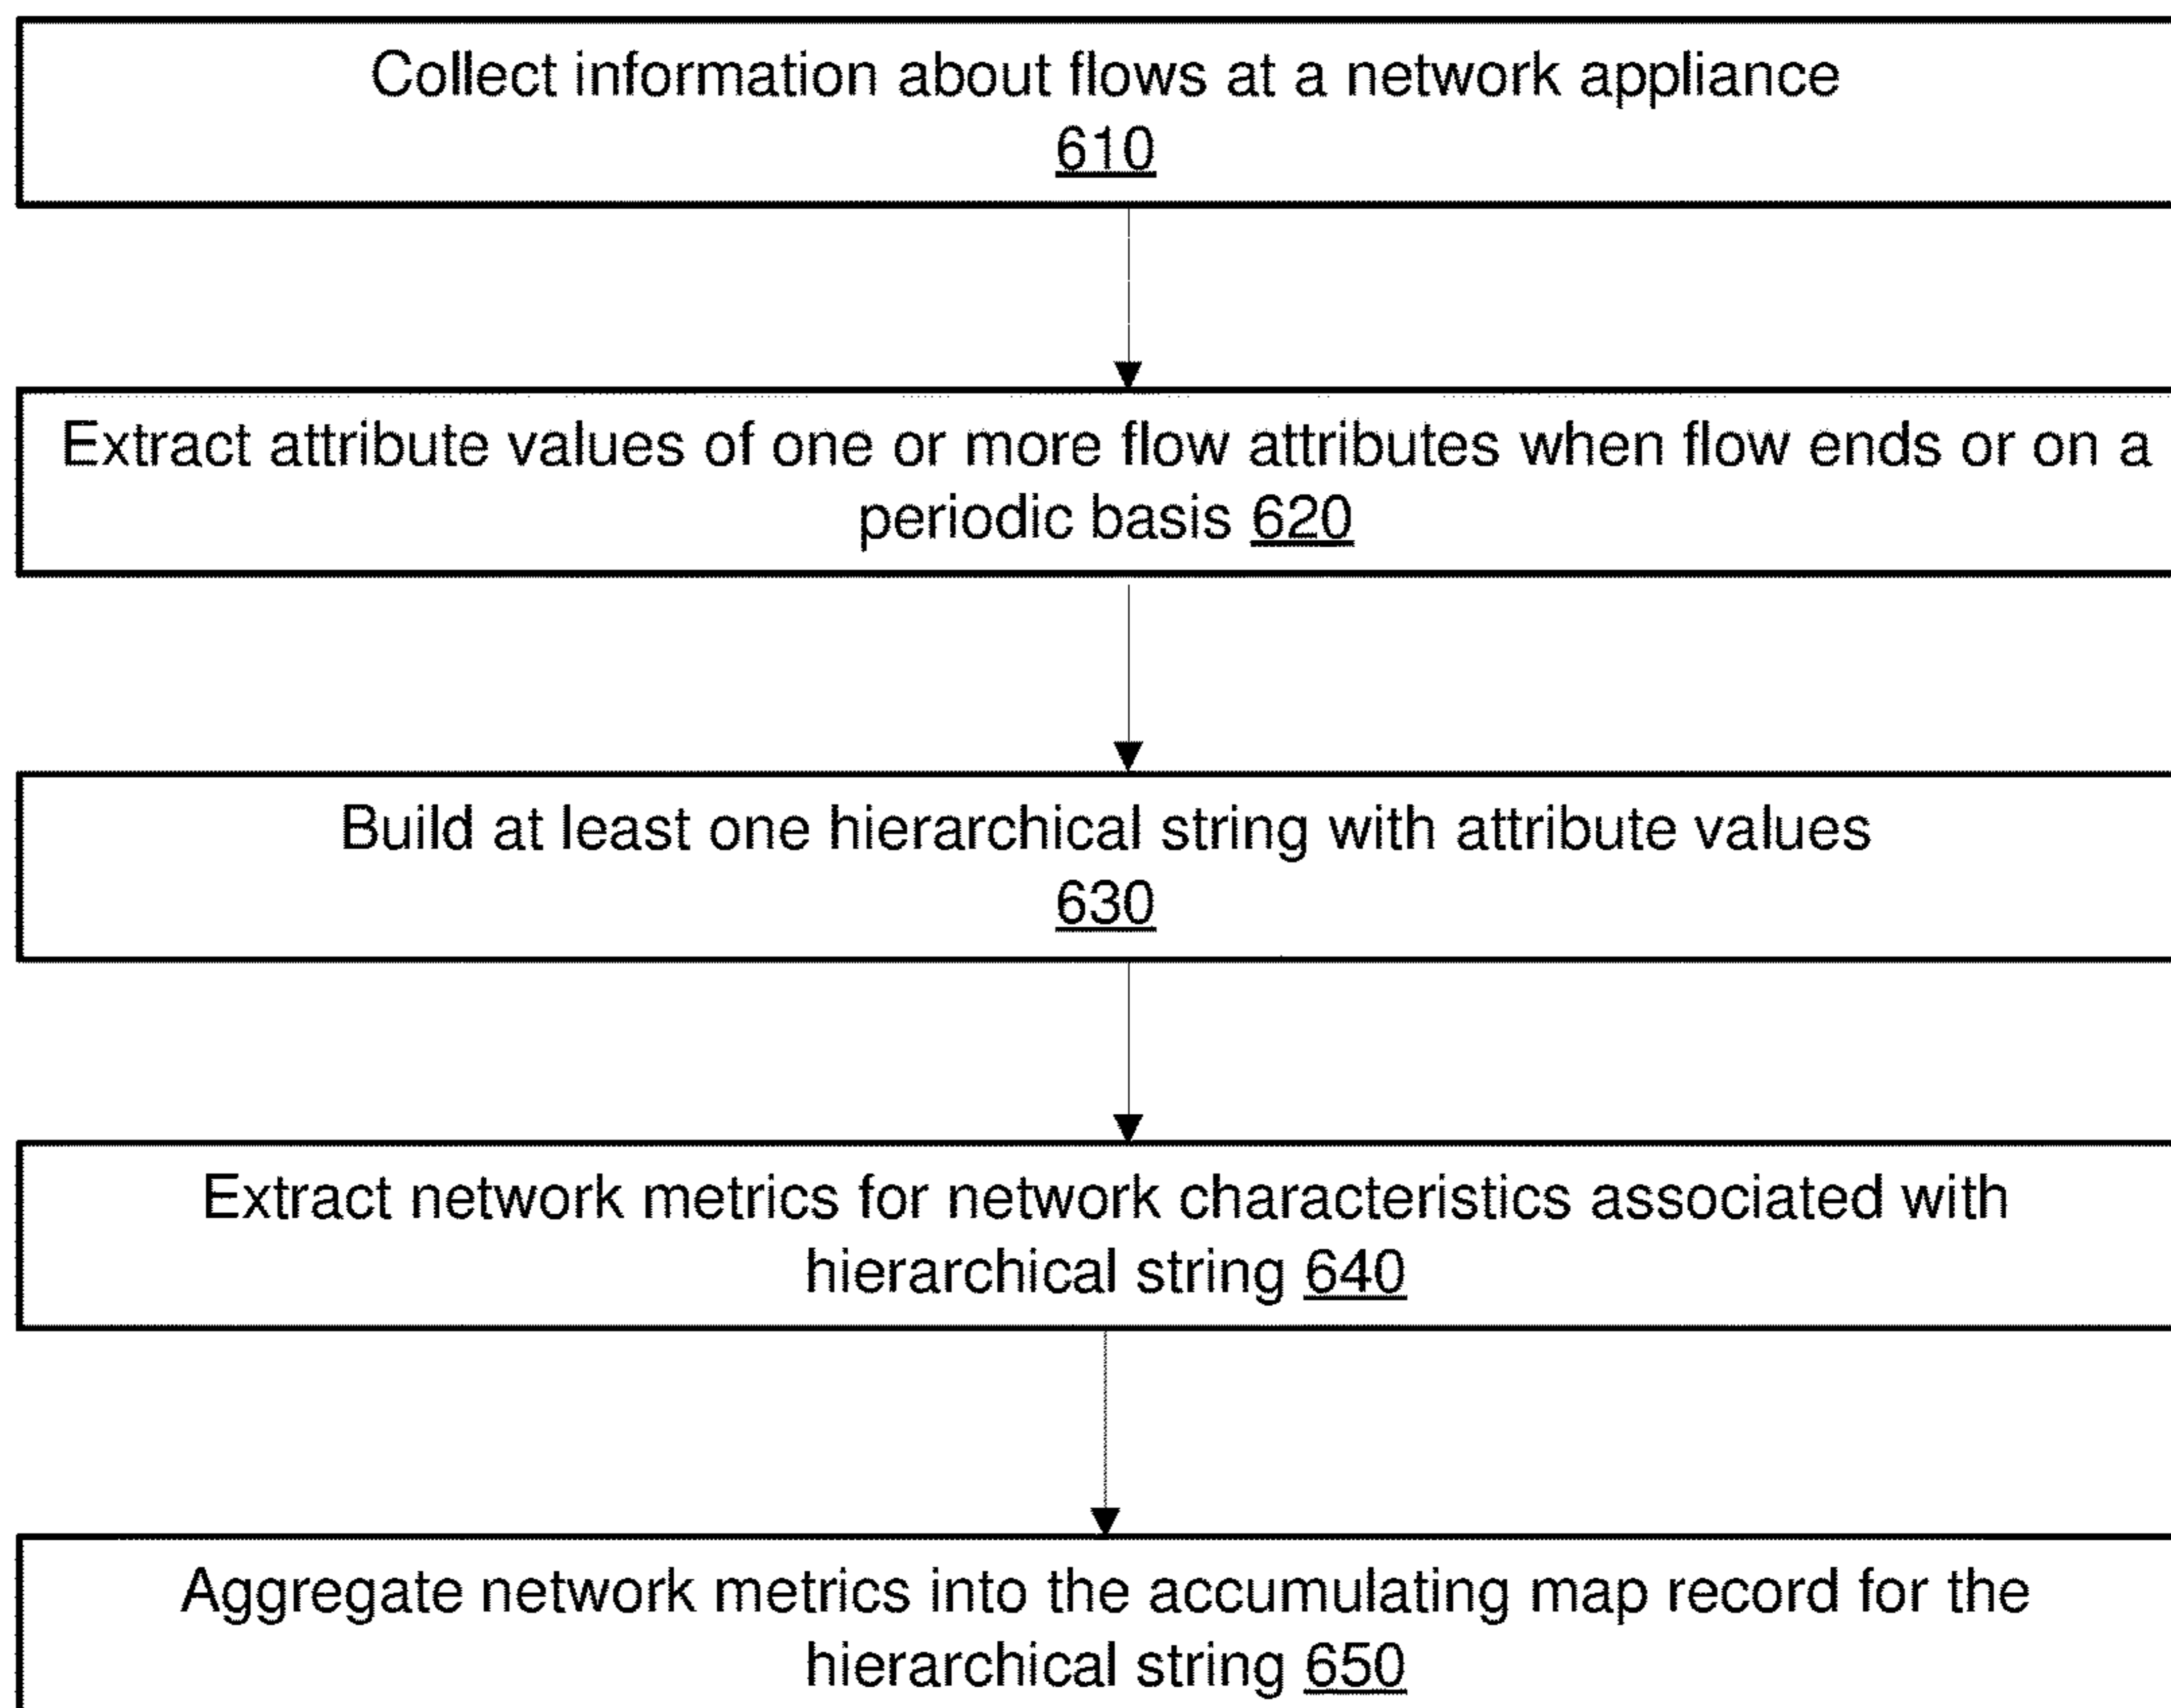 Collect information about flows at a network appliance
610
Extract attribute values of one or more flow attributes when flow ends or on a
periodic basis 620
Build at least one hierarchical string with attribute values
630
Extract network metrics for network characteristics associated with
hierarchical string 640
Aggregate network metrics into the accumulating map record for the
hierarchical string 650